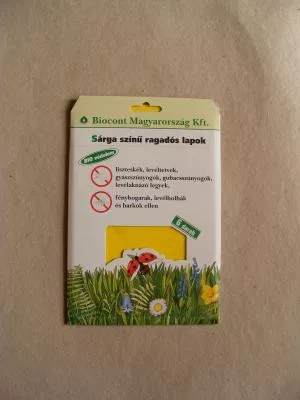 Biocont Magyarország Kft.
Sárga színű ragadós lapok
BIO védelem
liszteskék, levéltetvek,
gyászszúnyogok, gubacsszúnyogok,
levélaknázó legyek,
fénybogarak, levélbolhák
és barkók ellen
6 darab